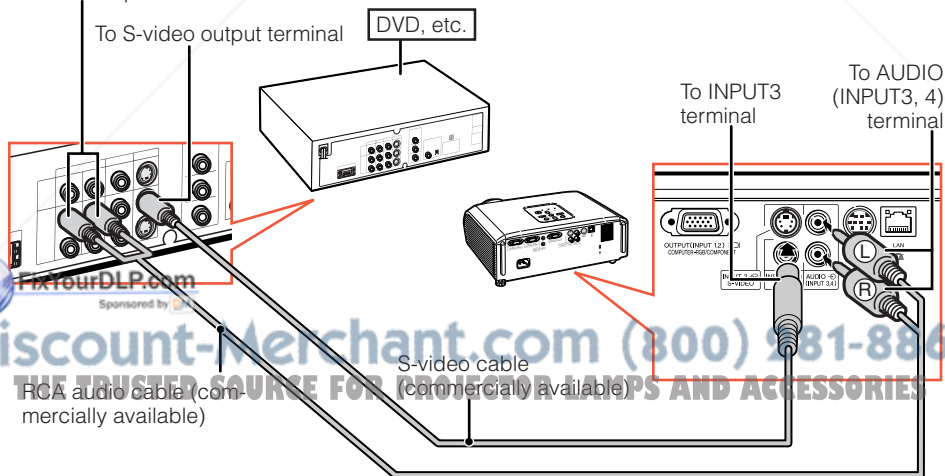 To S-video output terminal
DVD, etc.
To INPUT3
terminal
To AUDIO
(INPUT3, 4)
terminal
OUTPUT(INPUT 1,2)
COMPUTER-RGB/COMPONENT
LAN
S-VIDEO
AUDIO
(INPUT 3,4)
L
R
FixYourDLP.com
Sponsored by
iscount-Merchant.com (800) 981-886
THE TRUSTED SOURCE FOR PROJECTOR LAMPS AND ACCESSORIES
S-video cable
(commercially available)
RCA audio cable (com-
mercially available)